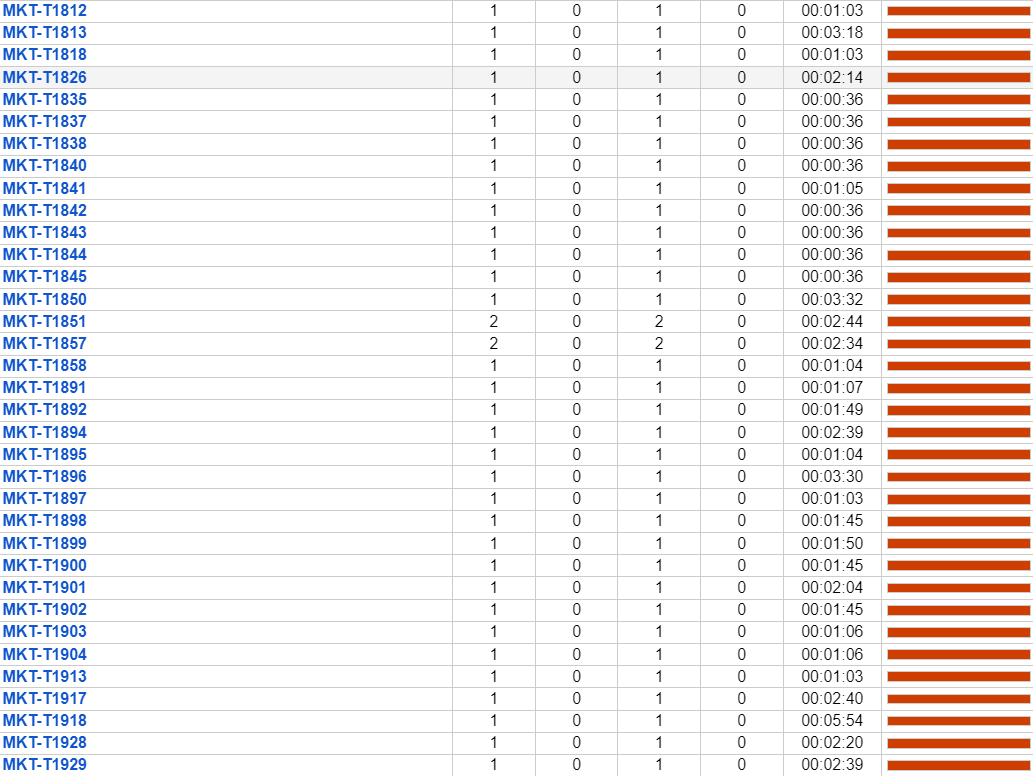 MKT-T1812 1 0 1 0 00:01:03
MKT-T1813 1 0 1 0 00:03:18
MKT-T1818 1 0 1 0 00:01:03
MKT-T1826 1 0 1 0 00:02:14
MKT-T1835 1 0 1 0 00:00:36
MKT-T1837 1 0 1 0 00:00:36
MKT-T1838 1 0 1 0 00:00:36
MKT-T1840 1 0 1 0 00:00:36
MKT-T1841 1 0 1 0 00:01:05
MKT-T1842 1 0 1 0 00:00:36
MKT-T1843 1 0 1 0 00:00:36
MKT-T1844 1 0 1 0 00:00:36
MKT-T1845 1 0 1 0 00:00:36
MKT-T1850 1 0 1 0 00:03:32
MKT-T1851 2 0 2 0 00:02:44
MKT-T1857 2 0 2 0 00:02:34
MKT-T1858 1 0 1 0 00:01:04
MKT-T1891 1 0 1 0 00:01:07
MKT-T1892 1 0 1 0 00:01:49
MKT-T1894 1 0 1 0 00:02:39
MKT-T1895 1 0 1 0 00:01:04
MKT-T1896 1 0 1 0 00:03:30
MKT-T1897 1 0 1 0 00:01:03
MKT-T1898 1 0 1 0 00:01:45
MKT-T1899 1 0 1 0 00:01:50
MKT-T1900 1 0 1 0 00:01:45
MKT-T1901 1 0 1 0 00:02:04
MKT-T1902 1 0 1 0 00:01:45
MKT-T1903 1 0 1 0 00:01:06
MKT-T1904 1 0 1 0 00:01:06
MKT-T1913 1 0 1 0 00:01:03
MKT-T1917 1 0 1 0 00:02:40
MKT-T1918 1 0 1 0 00:05:54
MKT-T1928 1 0 1 0 00:02:20
MKT-T1929 1 0 1 0 00:02:39